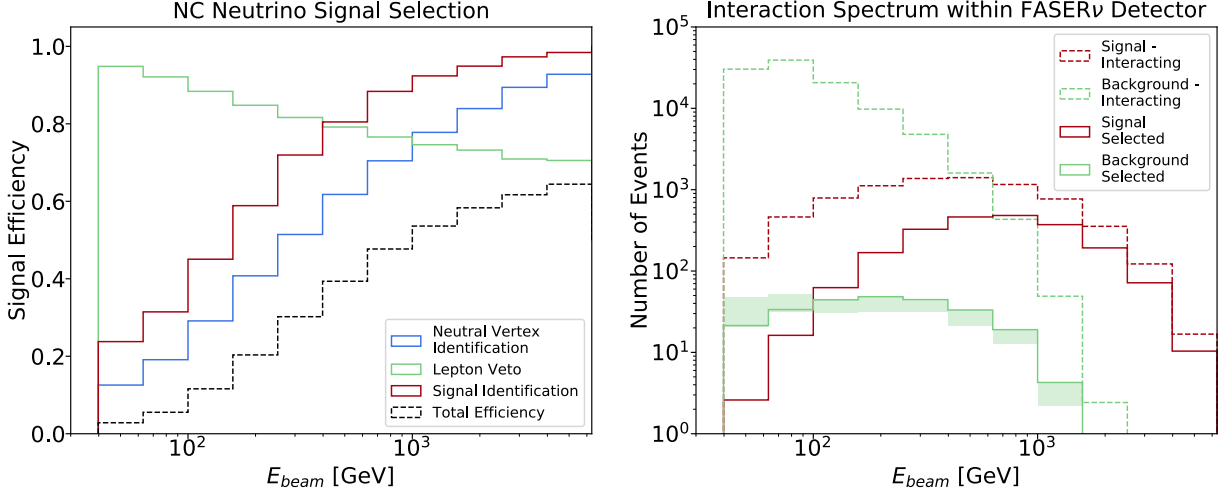 NC Neutrino Signal Selection
Signal Efficiency
1.0
0.8
0.6
0.4
0.2
0.0
10²
10³
E_beam [GeV]
Neutral Vertex
Identification
Lepton Veto
Signal Identification
Total Efficiency
Interaction Spectrum within FASERν Detector
Number of Events
10⁵
10⁴
10³
10²
10¹
10⁰
10²
10³
E_beam [GeV]
Signal -
Interacting
Background -
Interacting
Signal
Selected
Background
Selected